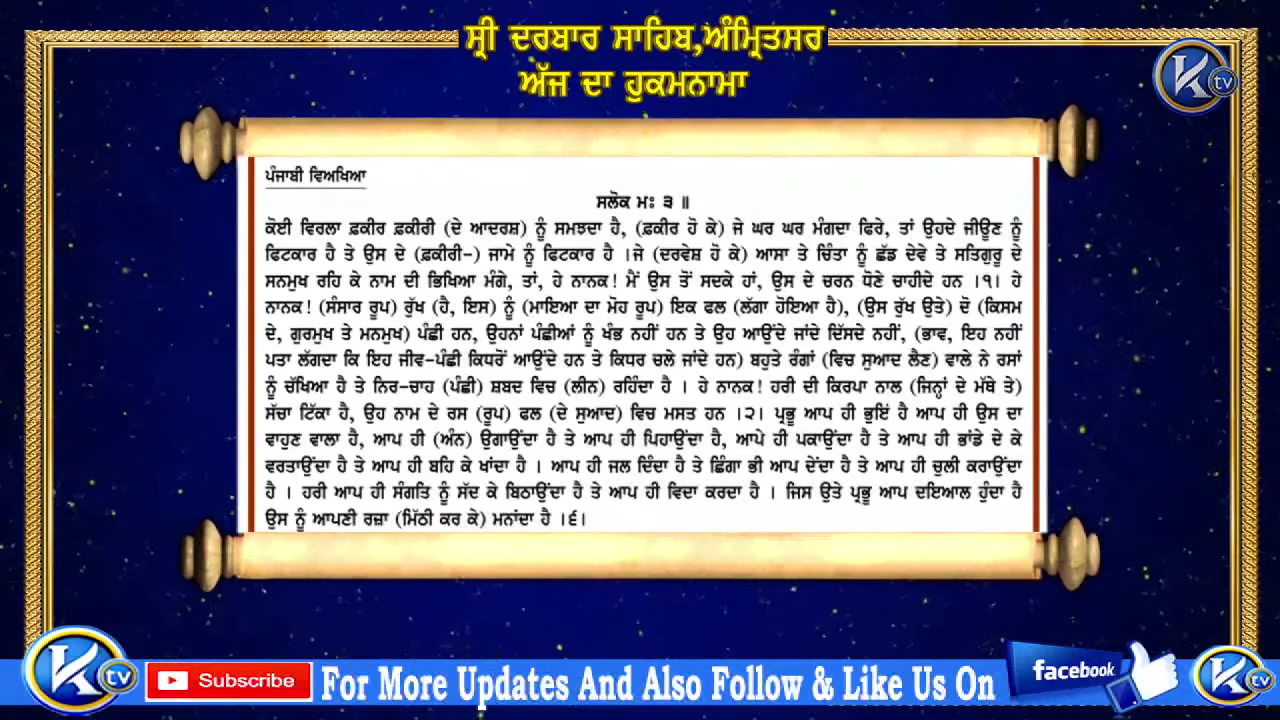 ਸ੍ਰੀ ਦਰਬਾਰ ਸਾਹਿਬ,ਅੰਮ੍ਰਿਤਸਰ
ਅੱਜ ਦਾ ਹੁਕਮਨਾਮਾ
K tv
ਪੰਜਾਬੀ ਵਿਅਖਿਆ
ਸਲੋਕ ਮਃ ੩ ॥
ਕੋਈ ਵਿਰਲਾ ਫ਼ਕੀਰ ਫ਼ਕੀਰੀ (ਦੇ ਆਦਰਸ਼) ਨੂੰ ਸਮਝਦਾ ਹੈ, (ਫ਼ਕੀਰ ਹੋ ਕੇ) ਜੇ ਘਰ ਘਰ ਮੰਗਦਾ ਫਿਰੇ, ਤਾਂ ਉਹਦੇ ਜੀਊਣ ਨੂੰ
ਫਿਟਕਾਰ ਹੈ ਤੇ ਉਸ ਦੇ (ਫ਼ਕੀਰੀ-) ਜਾਮੇ ਨੂੰ ਫਿਟਕਾਰ ਹੈ ।ਜੇ (ਦਰਵੇਸ਼ ਹੋ ਕੇ) ਆਸਾ ਤੇ ਚਿੰਤਾ ਨੂੰ ਛੱਡ ਦੇਵੇ ਤੇ ਸਤਿਗੁਰੂ ਦੇ
ਸਨਮੁਖ ਰਹਿ ਕੇ ਨਾਮ ਦੀ ਭਿਖਿਆ ਮੰਗੇ, ਤਾਂ, ਹੇ ਨਾਨਕ! ਮੈਂ ਉਸ ਤੋਂ ਸਦਕੇ ਹਾਂ, ਉਸ ਦੇ ਚਰਨ ਧੋਣੇ ਚਾਹੀਦੇ ਹਨ ।੧। ਹੇ
ਨਾਨਕ! (ਸੰਸਾਰ ਰੂਪ) ਰੁੱਖ (ਹੈ, ਇਸ) ਨੂੰ (ਮਾਇਆ ਦਾ ਮੋਹ ਰੂਪ) ਇਕ ਫਲ (ਲੱਗਾ ਹੋਇਆ ਹੈ), (ਉਸ ਰੁੱਖ ਉਤੇ) ਦੋ (ਕਿਸਮ
ਦੇ, ਗੁਰਮੁਖ ਤੇ ਮਨਮੁਖ) ਪੰਛੀ ਹਨ, ਉਹਨਾਂ ਪੰਛੀਆਂ ਨੂੰ ਖੰਭ ਨਹੀਂ ਹਨ ਤੇ ਉਹ ਆਉਂਦੇ ਜਾਂਦੇ ਦਿੱਸਦੇ ਨਹੀਂ, (ਭਾਵ, ਇਹ ਨਹੀਂ
ਪਤਾ ਲੱਗਦਾ ਕਿ ਇਹ ਜੀਵ-ਪੰਛੀ ਕਿਧਰੋਂ ਆਉਂਦੇ ਹਨ ਤੇ ਕਿਧਰ ਚਲੇ ਜਾਂਦੇ ਹਨ) ਬਹੁਤੇ ਰੰਗਾਂ (ਵਿਚ ਸੁਆਦ ਲੈਣ) ਵਾਲੇ ਨੇ ਰਸਾਂ
ਨੂੰ ਚੱਖਿਆ ਹੈ ਤੇ ਨਿਰ-ਚਾਹ (ਪੰਛੀ) ਸ਼ਬਦ ਵਿਚ (ਲੀਨ) ਰਹਿੰਦਾ ਹੈ । ਹੇ ਨਾਨਕ! ਹਰੀ ਦੀ ਕਿਰਪਾ ਨਾਲ (ਜਿਨ੍ਹਾਂ ਦੇ ਮੱਥੇ ਤੇ)
ਸੱਚਾ ਟਿੱਕਾ ਹੈ, ਉਹ ਨਾਮ ਦੇ ਰਸ (ਰੂਪ) ਫਲ (ਦੇ ਸੁਆਦ) ਵਿਚ ਮਸਤ ਹਨ ।੨। ਪ੍ਰਭੂ ਆਪ ਹੀ ਭੁਇਂ ਹੈ ਆਪ ਹੀ ਉਸ ਦਾ
ਵਾਹੁਣ ਵਾਲਾ ਹੈ, ਆਪ ਹੀ (ਅੰਨ) ਉਗਾਉਂਦਾ ਹੈ ਤੇ ਆਪ ਹੀ ਪਿਹਾਉਂਦਾ ਹੈ, ਆਪੇ ਹੀ ਪਕਾਉਂਦਾ ਹੈ ਤੇ ਆਪ ਹੀ ਭਾਂਡੇ ਦੇ ਕੇ
ਵਰਤਾਉਂਦਾ ਹੈ ਤੇ ਆਪ ਹੀ ਬਹਿ ਕੇ ਖਾਂਦਾ ਹੈ । ਆਪ ਹੀ ਜਲ ਦਿੰਦਾ ਹੈ ਤੇ ਛਿੰਗਾ ਭੀ ਆਪ ਦੇਂਦਾ ਹੈ ਤੇ ਆਪ ਹੀ ਚੁਲੀ ਕਰਾਉਂਦਾ
ਹੈ । ਹਰੀ ਆਪ ਹੀ ਸੰਗਤਿ ਨੂੰ ਸੱਦ ਕੇ ਬਿਠਾਉਂਦਾ ਹੈ ਤੇ ਆਪ ਹੀ ਵਿਦਾ ਕਰਦਾ ਹੈ । ਜਿਸ ਉਤੇ ਪ੍ਰਭੂ ਆਪ ਦਇਆਲ ਹੁੰਦਾ ਹੈ
ਉਸ ਨੂੰ ਆਪਣੀ ਰਜ਼ਾ (ਮਿੱਠੀ ਕਰ ਕੇ) ਮਨਾਂਦਾ ਹੈ ।੬।
K tv
Subscribe
For More Updates And Also Follow & Like Us On
facebook
K tv